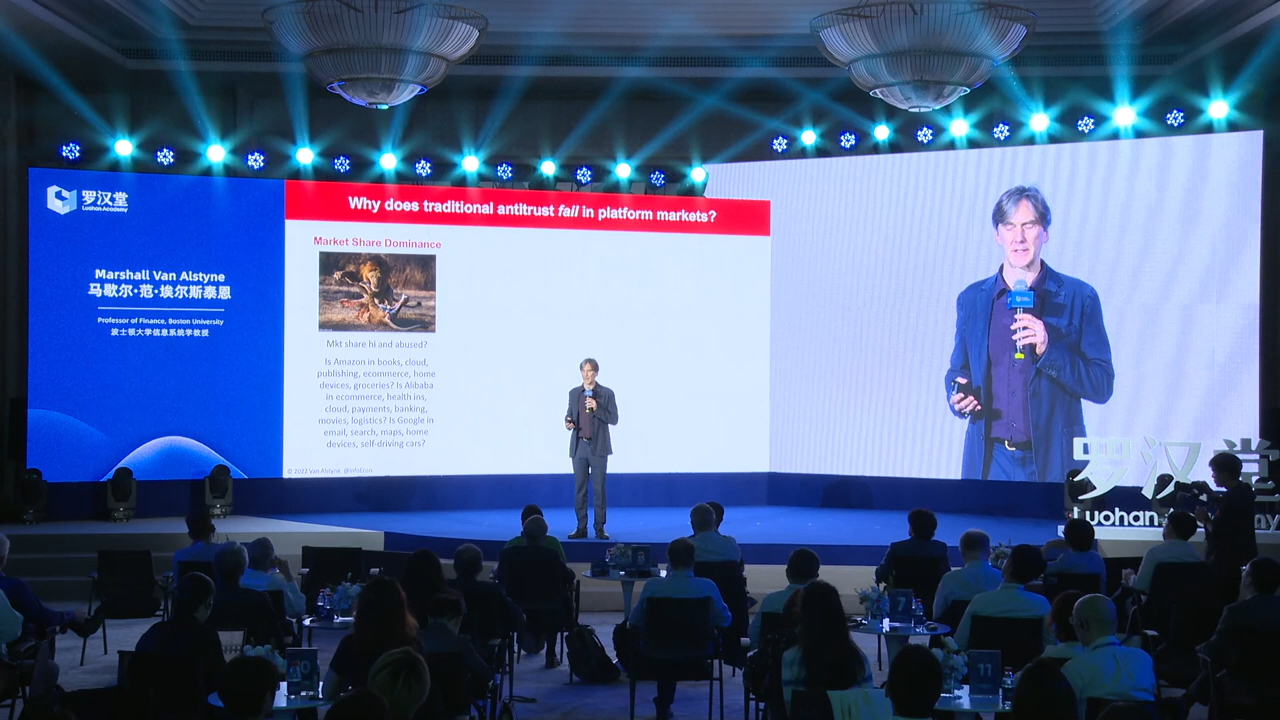 罗汉堂
Luohan Academy
Marshall Van Alstyne
马歇尔·范·埃尔斯泰恩
Professor of Finance, Boston University
波士顿大学信息系统学教授
Why does traditional antitrust fail in platform markets?
Market Share Dominance
Mkt share hi and abused?
Is Amazon in books, cloud,
publishing, ecommerce, home
devices, groceries? Is Alibaba
in ecommerce, health ins,
cloud, payments, banking,
movies, logistics? Is Google in
email, search, maps, home
devices, self-driving cars?
© 2022 Van Alstyne, @InfoEcon
罗汉堂
Luohan
7
11